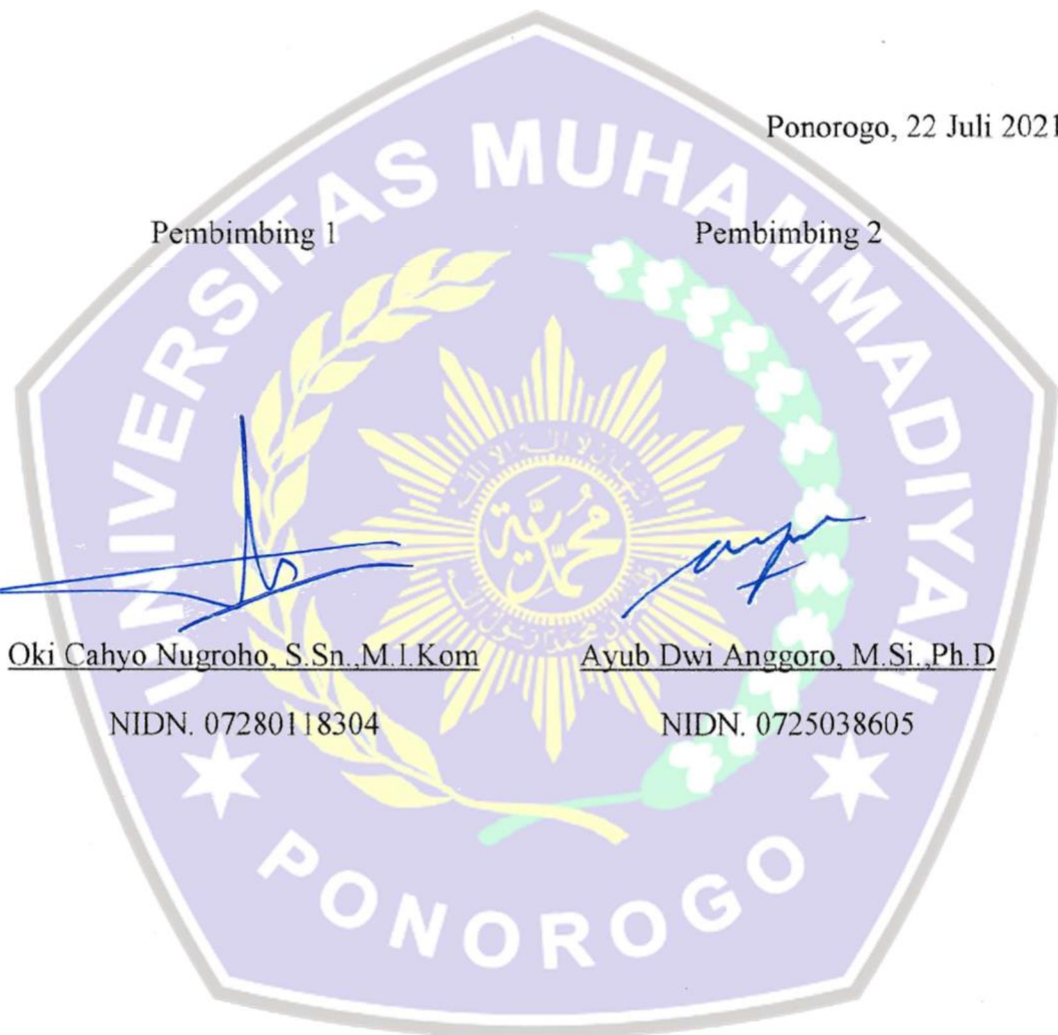 Ponorogo, 22 Juli 2021
Pembimbing 1
Pembimbing 2
Oki Cahyo Nugroho, S.Sn.,M.I.Kom
Ayub Dwi Anggoro, M.Si.,Ph.D
NIDN. 07280118304
NIDN. 0725038605
UNIVERSITAS MUHAMMADIYAH
PONOROGO
محمدية